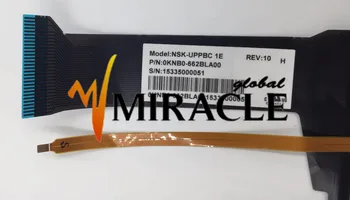 Model:NSK-UPPBC 1E
REV:10 H
P/N:0KNB0-662BLA00
S/N:15335000051
global
MIRACLE